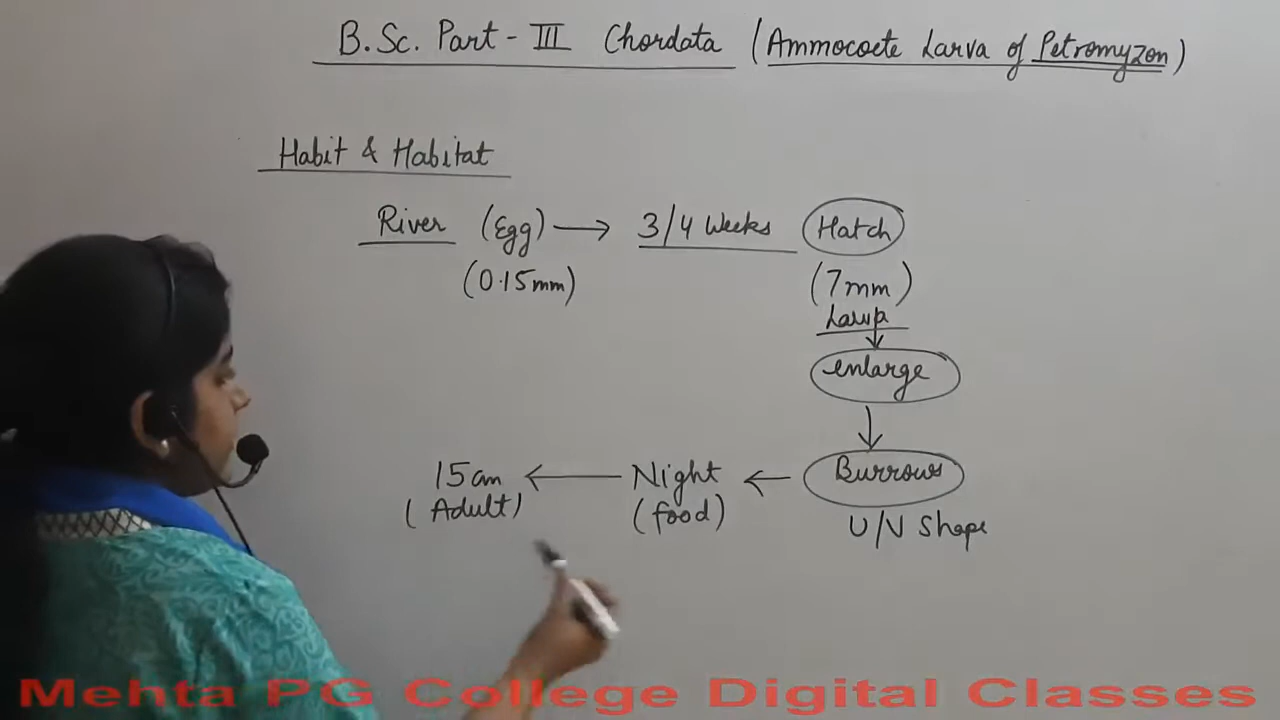 B.Sc. Part - III Chordata (Ammocoete Larva of Petromyzon)
Habit & Habitat
River (Egg) → 3/4 Weeks Hatch
(0.15mm) (7mm)
Larva
enlarge
15cm ← Night ← Burrows
(Adult) (food) U/V Shape
Mehta PG College Digital Classes